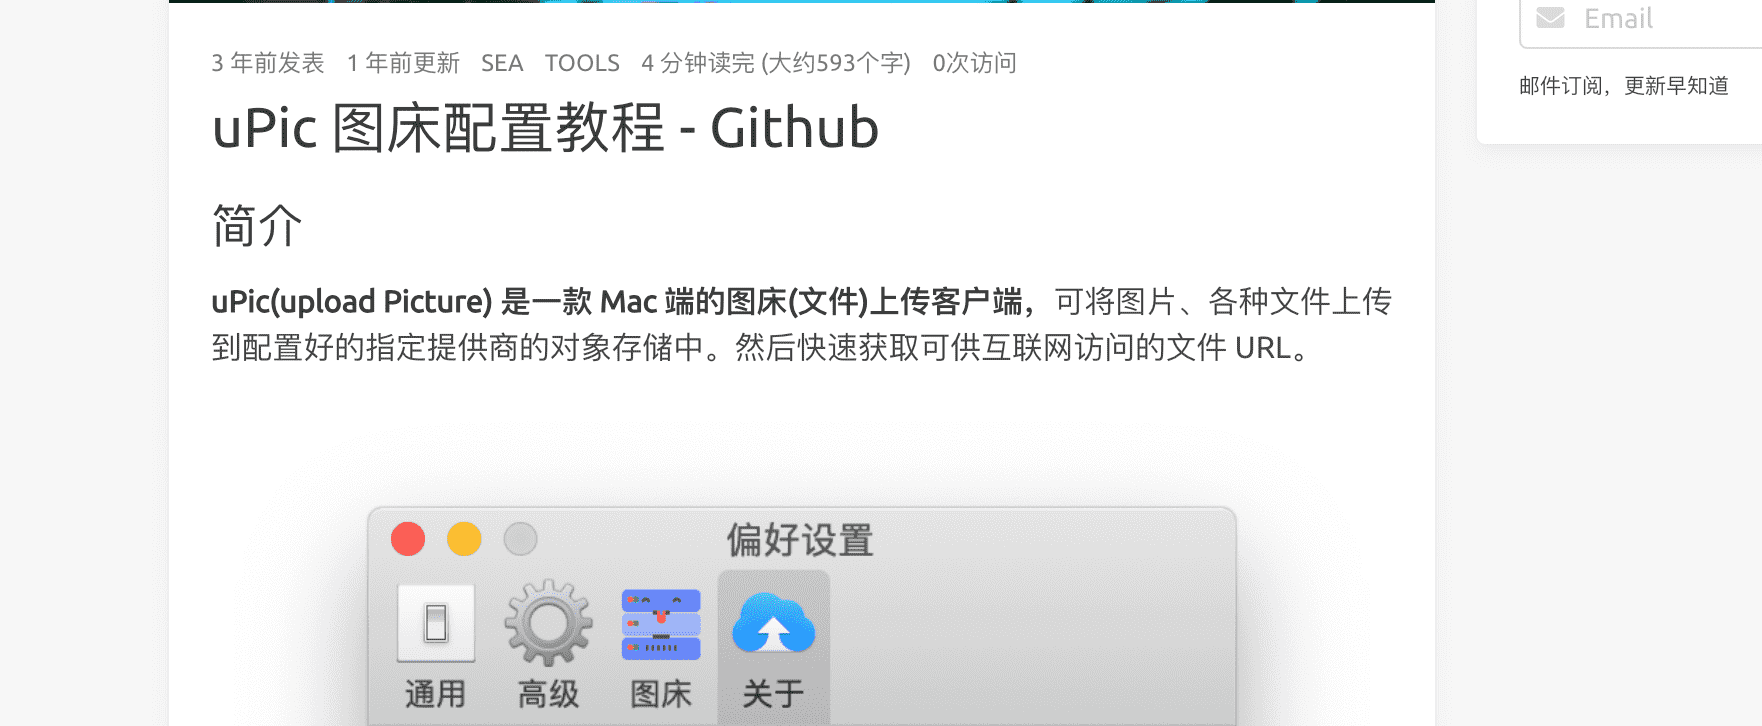 3 年前发表 1 年前更新 SEA TOOLS 4 分钟读完 (大约593个字) 0次访问
uPic 图床配置教程 - Github
简介
uPic(upload Picture) 是一款 Mac 端的图床(文件)上传客户端，可将图片、各种文件上传
到配置好的指定提供商的对象存储中。然后快速获取可供互联网访问的文件 URL。
偏好设置
通用 高级 图床 关于
Email
邮件订阅，更新早知道